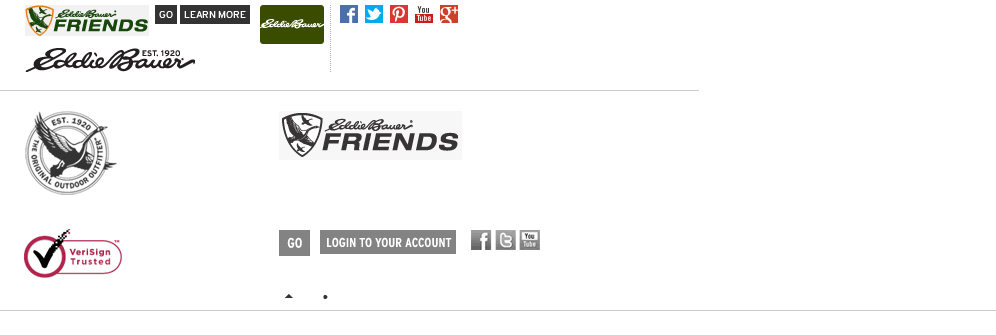 Eddie Bauer
FRIENDS
GO
LEARN MORE
Eddie Bauer
f
P
You
Tube
g+
EST. 1920
Eddie Bauer
EST. 1920
THE ORIGINAL OUTDOOR OUTFITTER
Eddie Bauer
FRIENDS
VeriSign
Trusted
™
GO
LOGIN TO YOUR ACCOUNT
f
t
You
Tube